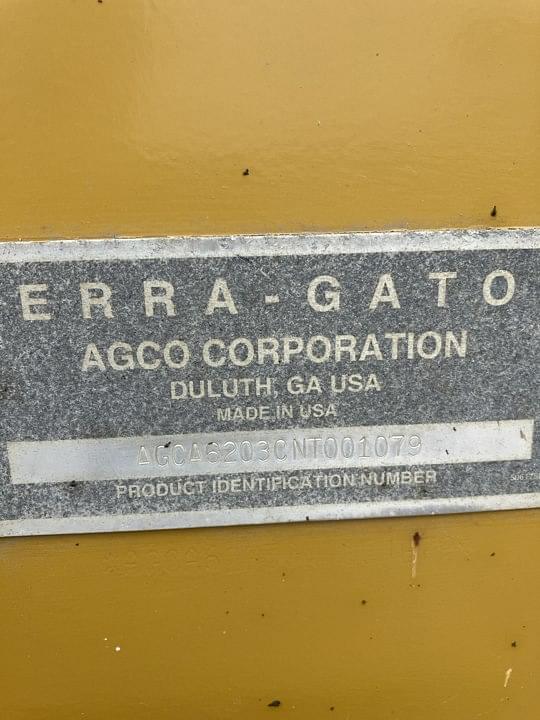 ERRA-GATO
AGCO CORPORATION
DULUTH, GA USA
MADE IN USA
AGCA6203CNT001079
PRODUCT IDENTIFICATION NUMBER